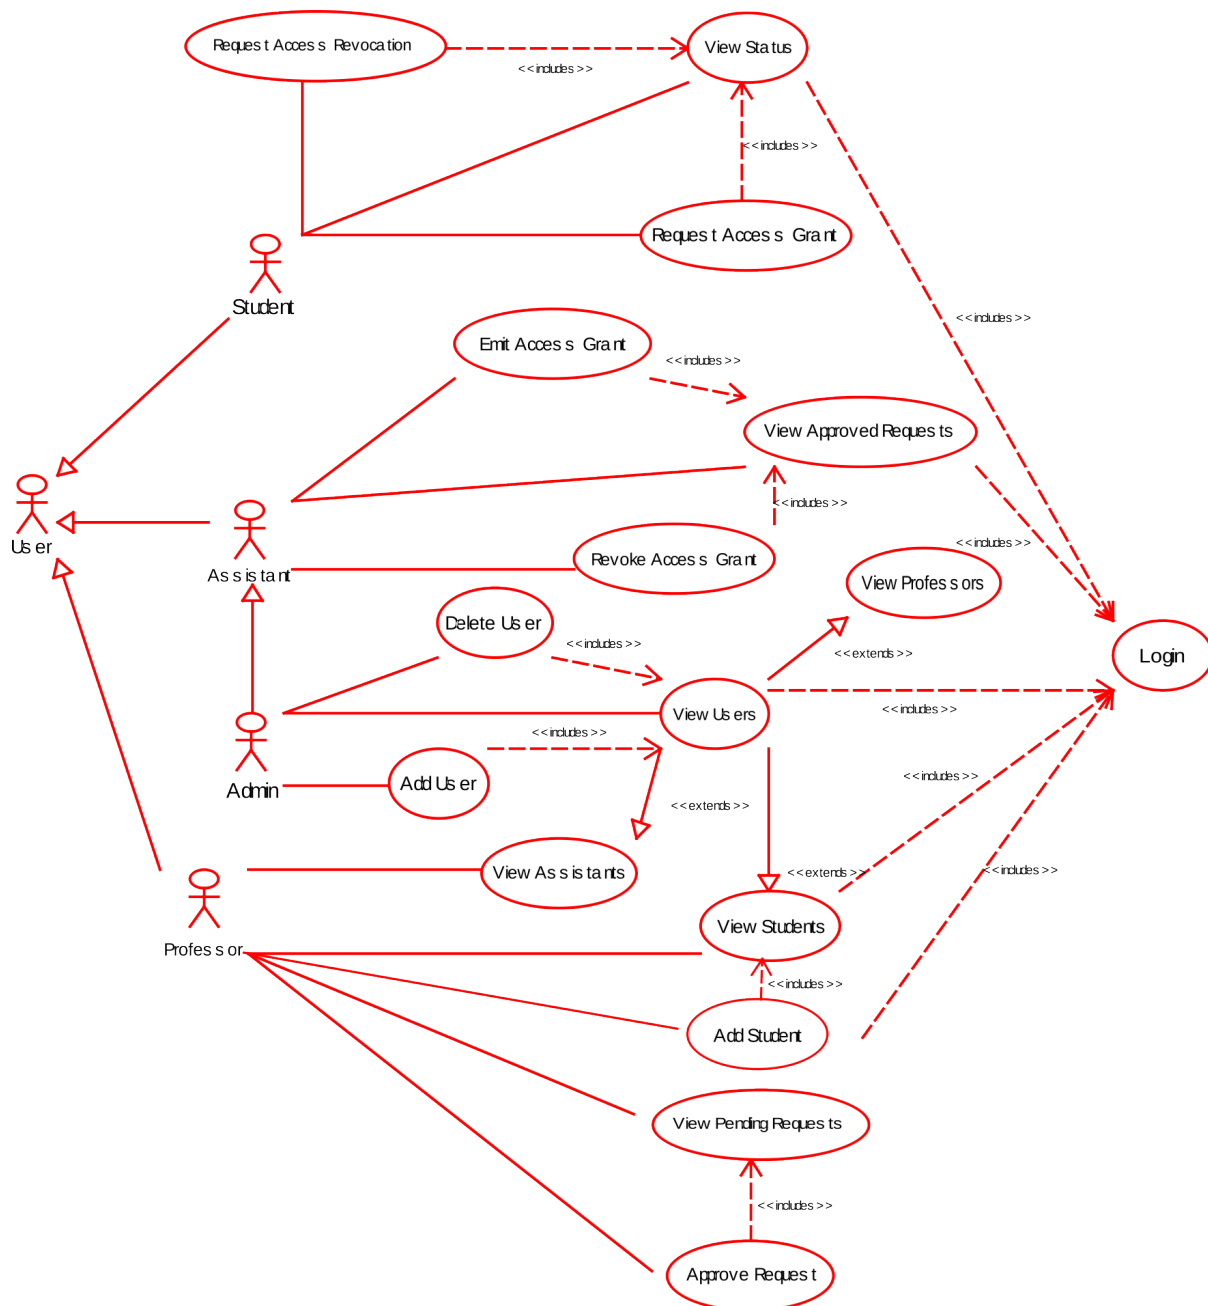 Request Access Revocation
View Status
<<includes>>
<<includes>>
Request Access Grant
Student
<<includes>>
Emit Access Grant
<<includes>>
View Approved Requests
<<includes>>
User
<<includes>>
Assistant
Revoke Access Grant
View Professors
Delete User
<<includes>>
<<extends>>
Login
View Users
<<includes>>
<<includes>>
Admin
Add User
<<includes>>
<<extends>>
View Assistants
<<extends>>
<<includes>>
View Students
Professor
<<includes>>
Add Student
View Pending Requests
<<includes>>
Approve Request